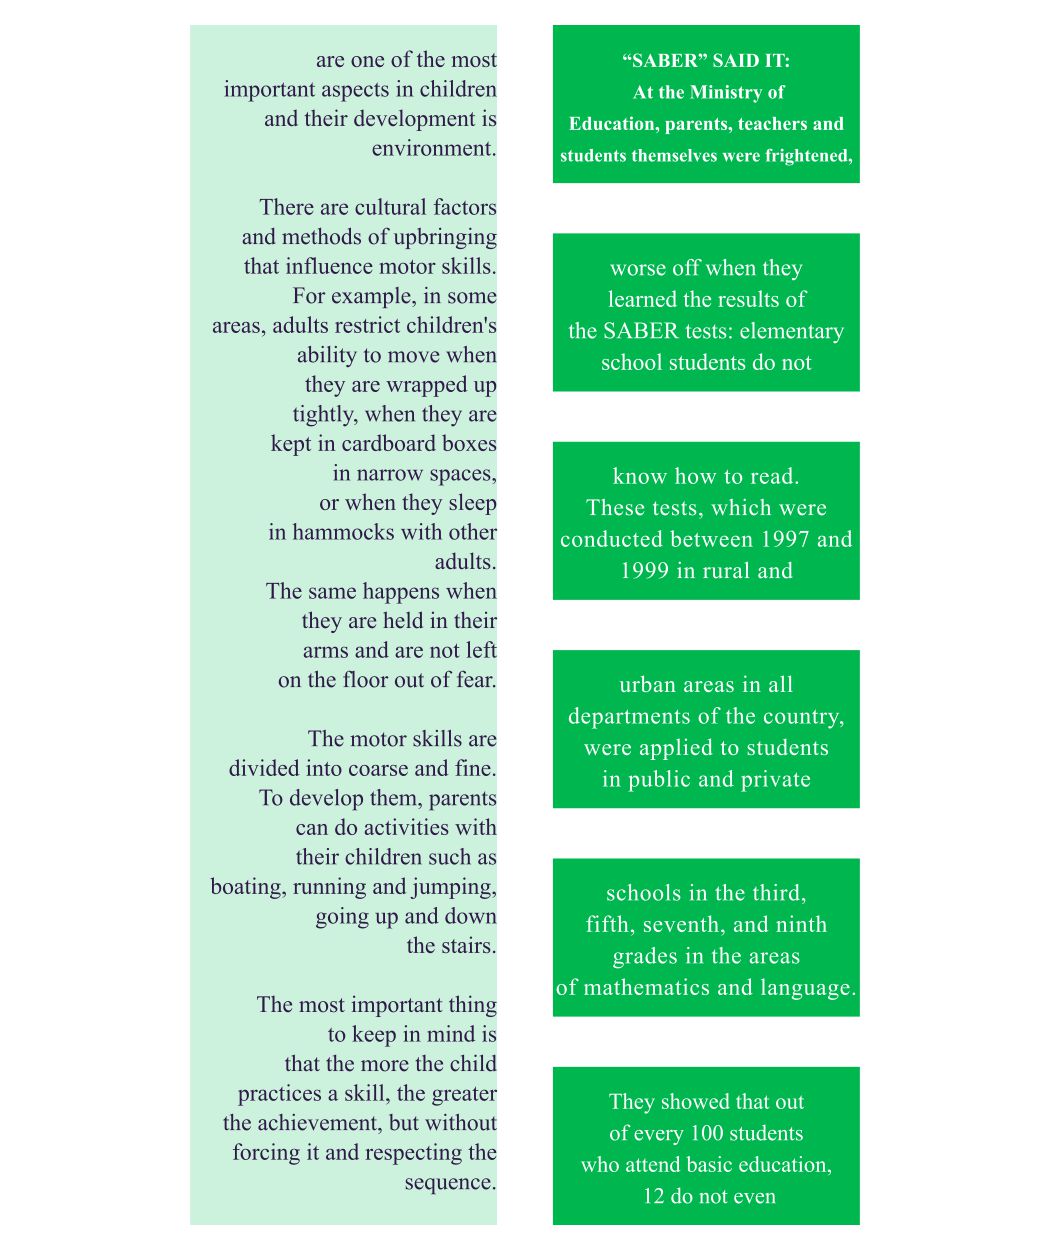 are one of the most
important aspects in children
and their development is
environment.
There are cultural factors
and methods of upbringing
that influence motor skills.
For example, in some
areas, adults restrict children's
ability to move when
they are wrapped up
tightly, when they are
kept in cardboard boxes
in narrow spaces,
or when they sleep
in hammocks with other
adults.
The same happens when
they are held in their
arms and are not left
on the floor out of fear.
The motor skills are
divided into coarse and fine.
To develop them, parents
can do activities with
their children such as
boating, running and jumping,
going up and down
the stairs.
The most important thing
to keep in mind is
that the more the child
practices a skill, the greater
the achievement, but without
forcing it and respecting the
sequence.
“SABER” SAID IT:
At the Ministry of
Education, parents, teachers and
students themselves were frightened,
worse off when they
learned the results of
the SABER tests: elementary
school students do not
know how to read.
These tests, which were
conducted between 1997 and
1999 in rural and
urban areas in all
departments of the country,
were applied to students
in public and private
schools in the third,
fifth, seventh, and ninth
grades in the areas
of mathematics and language.
They showed that out
of every 100 students
who attend basic education,
12 do not even